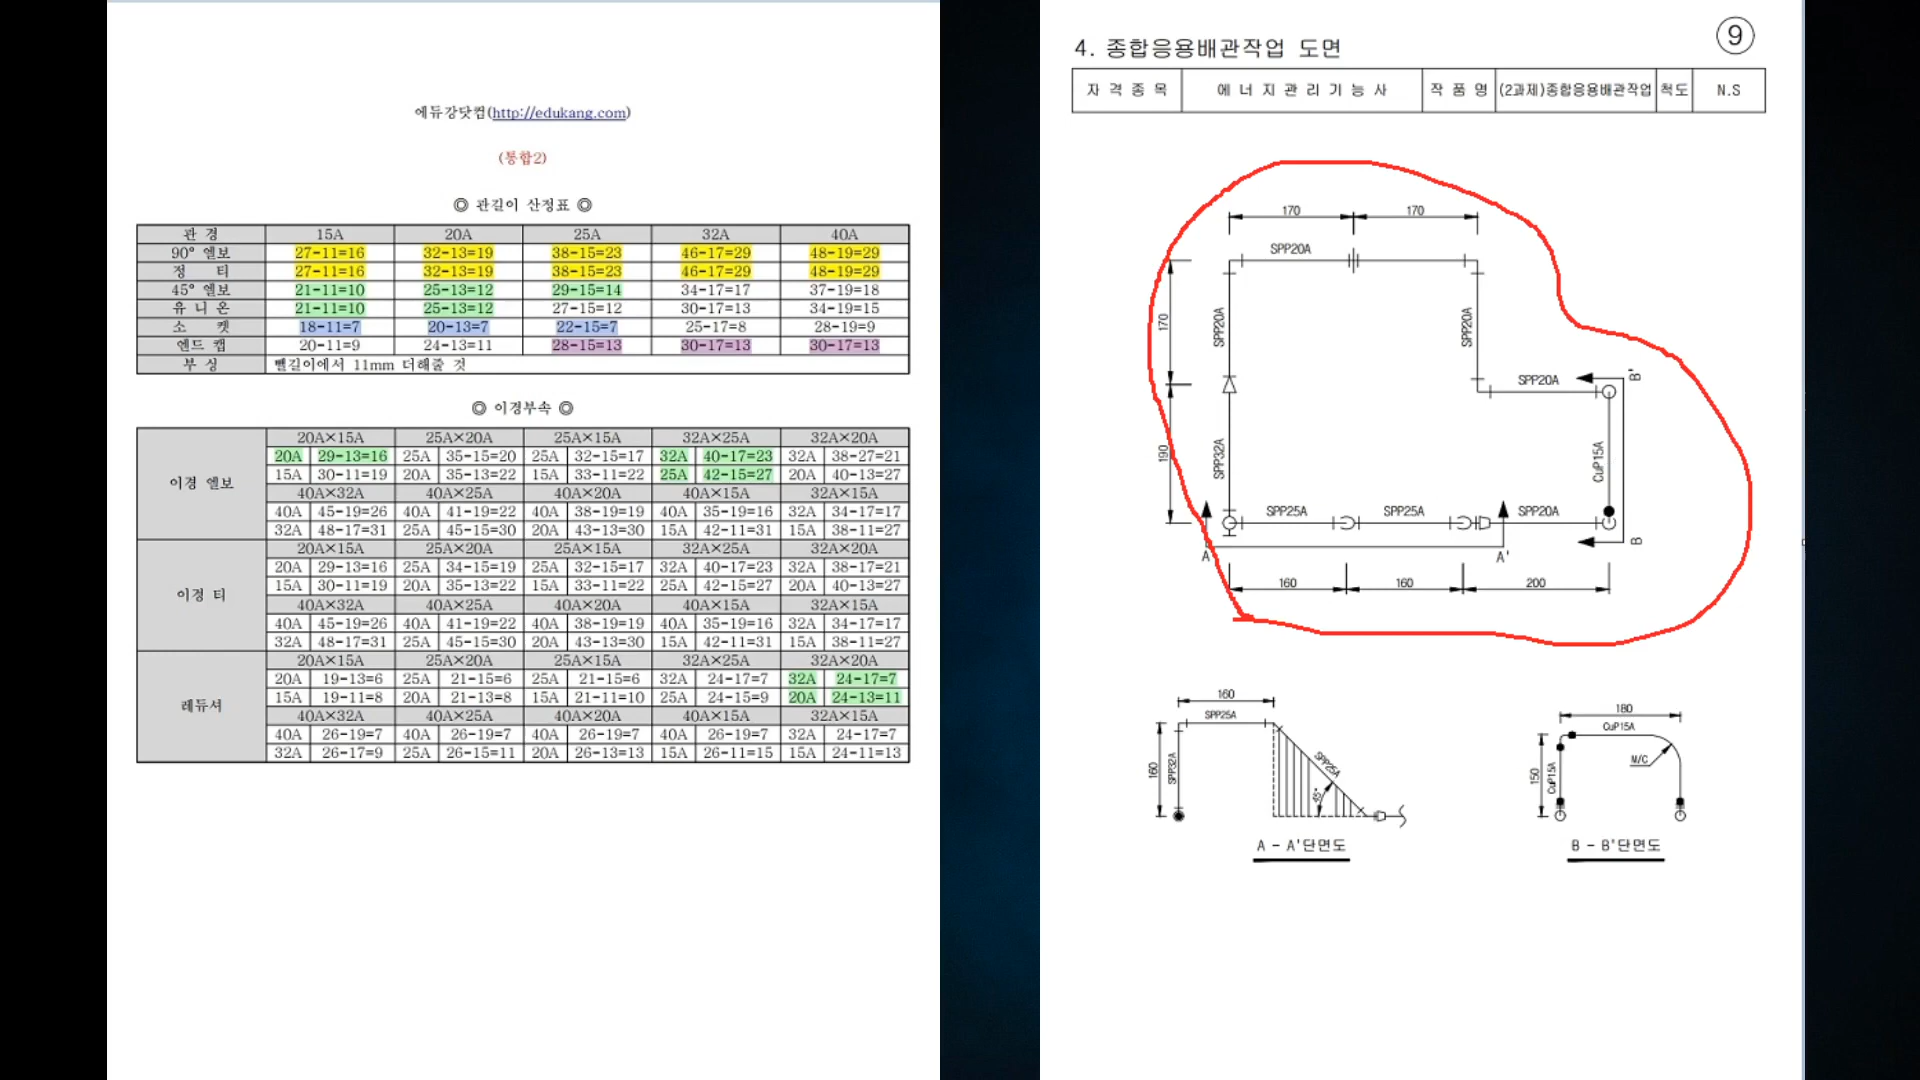 에듀강닷컴(http://edukang.com)
(통합2)
◎ 관길이 산정표 ◎
관 경 15A 20A 25A 32A 40A
90° 엘보 27-11=16 32-13=19 38-15=23 46-17=29 48-19=29
정 티 27-11=16 32-13=19 38-15=23 46-17=29 48-19=29
45° 엘보 21-11=10 25-13=12 29-15=14 34-17=17 37-19=18
유 니 온 21-11=10 25-13=12 27-15=12 30-17=13 34-19=15
소 켓 18-11=7 20-13=7 22-15=7 25-17=8 28-19=9
엔드 캡 20-11=9 24-13=11 28-15=13 30-17=13 30-17=13
부 싱 뺄길이에서 11mm 더해줄 것
◎ 이경부속 ◎
20A×15A 25A×20A 25A×15A 32A×25A 32A×20A
20A 29-13=16 25A 35-15=20 25A 32-15=17 32A 40-17=23 32A 38-27=21
이경 엘보
15A 30-11=19 20A 35-13=22 15A 33-11=22 25A 42-15=27 20A 40-13=27
40A×32A 40A×25A 40A×20A 40A×15A 32A×15A
40A 45-19=26 40A 41-19=22 40A 38-19=19 40A 35-19=16 32A 34-17=17
32A 48-17=31 25A 45-15=30 20A 43-13=30 15A 42-11=31 15A 38-11=27
20A×15A 25A×20A 25A×15A 32A×25A 32A×20A
20A 29-13=16 25A 34-15=19 25A 32-15=17 32A 40-17=23 32A 38-17=21
이경 티
15A 30-11=19 20A 35-13=22 15A 33-11=22 25A 42-15=27 20A 40-13=27
40A×32A 40A×25A 40A×20A 40A×15A 32A×15A
40A 45-19=26 40A 41-19=22 40A 38-19=19 40A 35-19=16 32A 34-17=17
32A 48-17=31 25A 45-15=30 20A 43-13=30 15A 42-11=31 15A 38-11=27
20A×15A 25A×20A 25A×15A 32A×25A 32A×20A
20A 19-13=6 25A 21-15=6 25A 21-15=6 32A 24-17=7 32A 24-17=7
레듀셔
15A 19-11=8 20A 21-13=8 15A 21-11=10 25A 24-15=9 20A 24-13=11
40A×32A 40A×25A 40A×20A 40A×15A 32A×15A
40A 26-19=7 40A 26-19=7 40A 26-19=7 40A 26-19=7 32A 24-17=7
32A 26-17=9 25A 26-15=11 20A 26-13=13 15A 26-11=15 15A 24-11=13
⑨
4. 종합응용배관작업 도면
자 격 종 목 에 너 지 관 리 기 능 사 작 품 명 (2과제)종합응용배관작업 척도 N.S
170 170
SPP20A
170 SPP20A SPP20A
SPP20A B'
190 SPP32A CuP15A
SPP25A SPP25A SPP20A
B
A A'
160 160 200
160
SPP25A
160 SPP32A SPP25A
45°
A - A'단면도
180
CuP15A
M/C
150 CuP15A
B - B'단면도